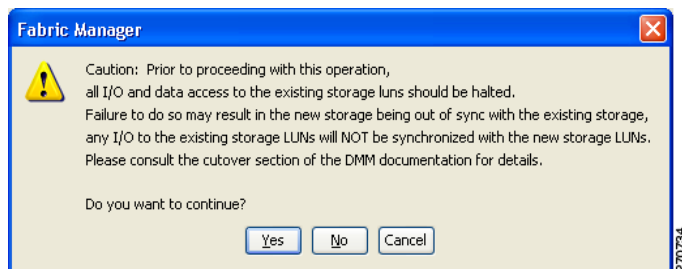 Fabric Manager
Caution: Prior to proceeding with this operation,
all I/O and data access to the existing storage luns should be halted.
Failure to do so may result in the new storage being out of sync with the existing storage,
any I/O to the existing storage LUNs will NOT be synchronized with the new storage LUNs.
Please consult the cutover section of the DMM documentation for details.
Do you want to continue?
Yes No Cancel
270734